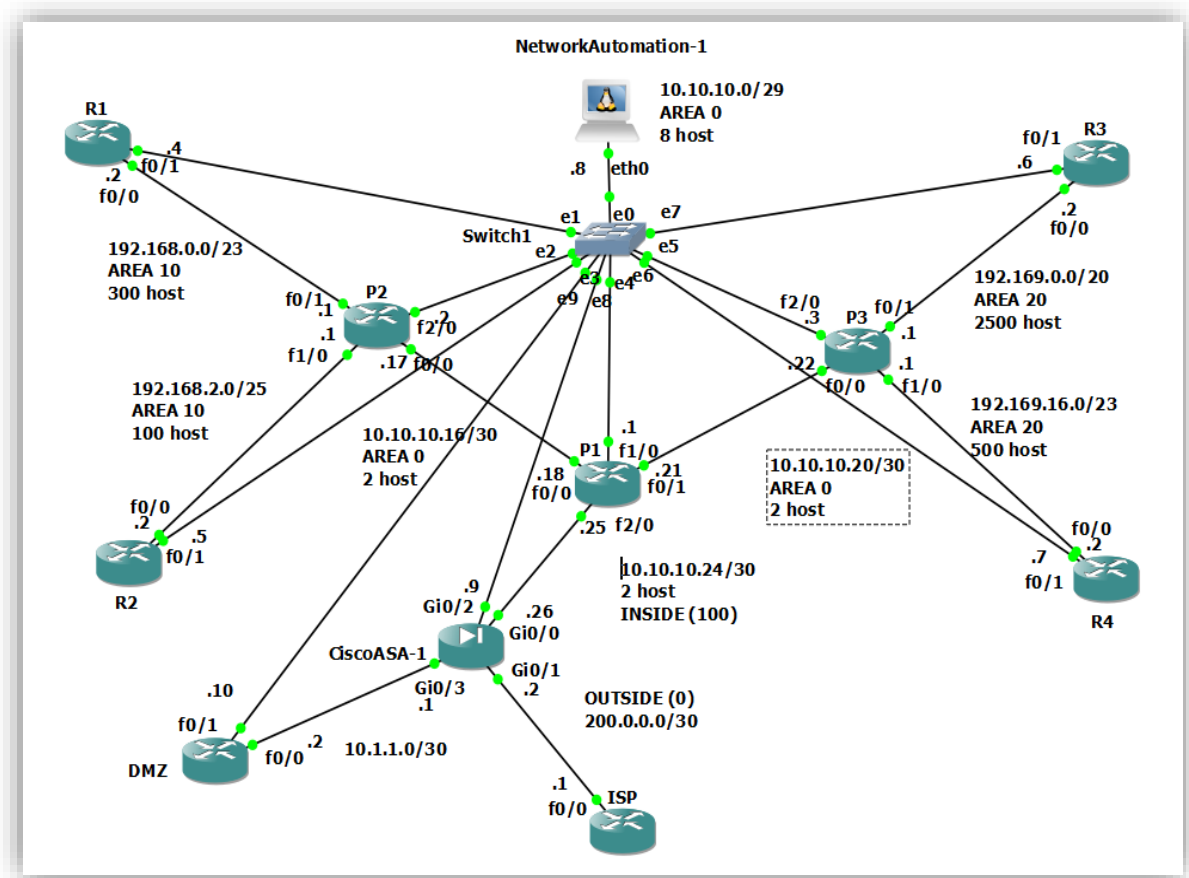 NetworkAutomation-1
10.10.10.0/29
AREA 0
8 host
R1
.4
f0/1
.2
f0/0
.8
eth0
R3
f0/1
.6
.2
f0/0
e0
e1
e7
Switch1
e2
e5
e3
e4
e6
e9
e8
192.168.0.0/23
AREA 10
300 host
192.169.0.0/20
AREA 20
2500 host
P2
f0/1
.1
.1
f1/0
.2
f2/0
.17
f0/0
f2/0
.3
P3
f0/1
.1
.22
f0/0
.1
f1/0
192.168.2.0/25
AREA 10
100 host
192.169.16.0/23
AREA 20
500 host
10.10.10.16/30
AREA 0
2 host
.1
P1
f1/0
.18
f0/0
.21
f0/1
.25
f2/0
10.10.10.20/30
AREA 0
2 host
f0/0
.2
.5
f0/1
R2
f0/0
.2
.7
f0/1
R4
10.10.10.24/30
2 host
INSIDE (100)
.9
Gi0/2
.26
Gi0/0
CiscoASA-1
Gi0/1
.2
Gi0/3
.1
OUTSIDE (0)
200.0.0.0/30
.10
f0/1
.2
f0/0
10.1.1.0/30
DMZ
.1
f0/0
ISP